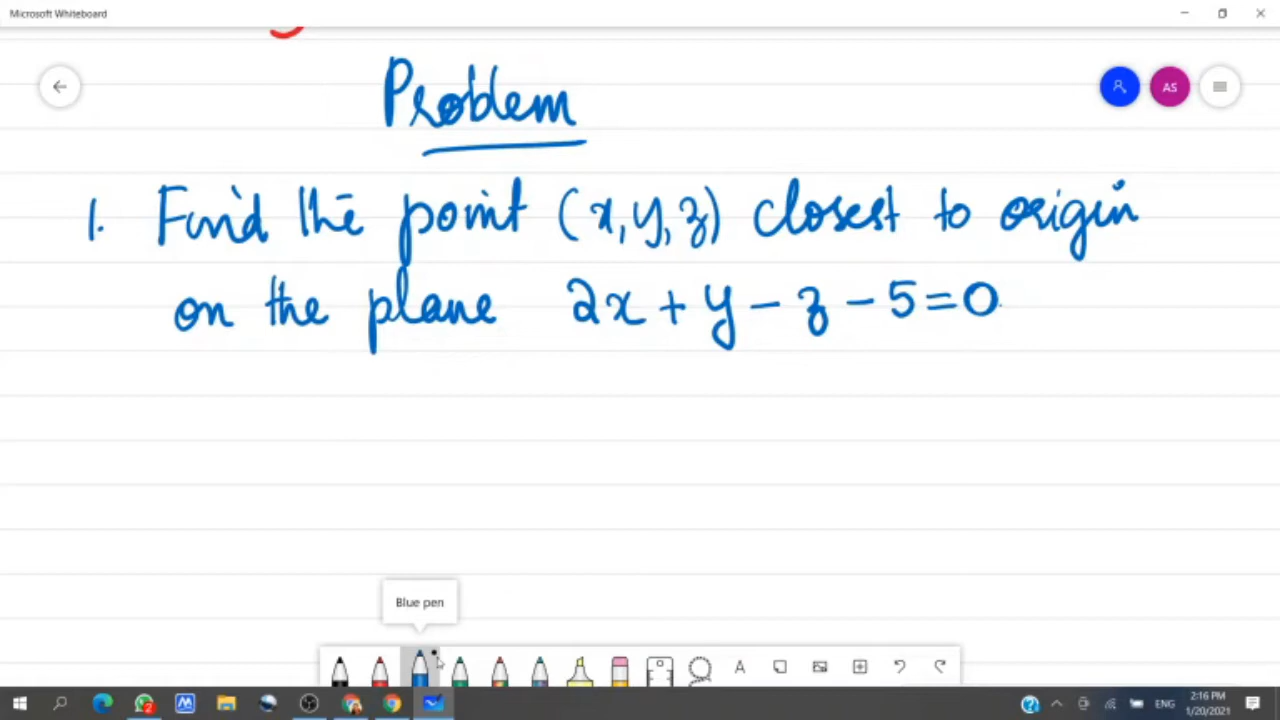 Microsoft Whiteboard
Problem
AS
1. Find the point (x, y, z) closest to origin
on the plane 2x + y - z - 5 = 0
Blue pen
A
2
ENG
2:16 PM
1/20/2021